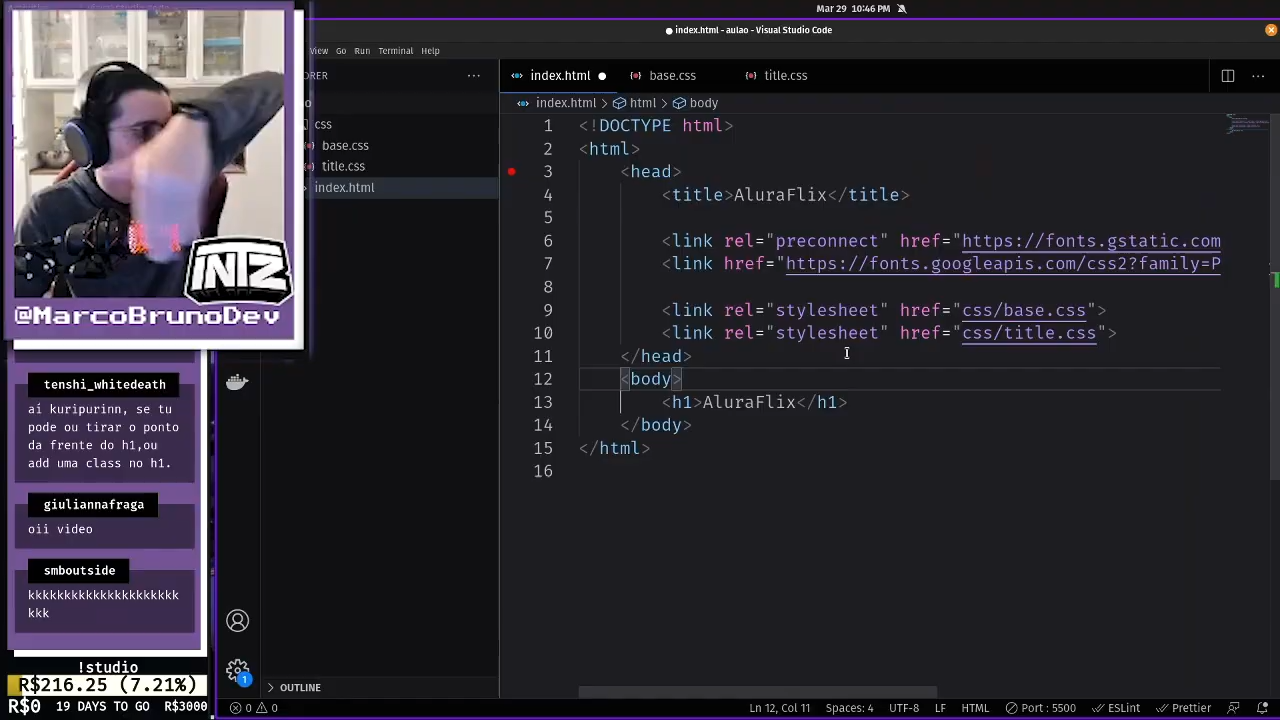 Mar 29 10:46 PM
index.html - aulao - Visual Studio Code
View Go Run Terminal Help
index.html
base.css
title.css
index.html > html > body
css
base.css
title.css
index.html
1 <!DOCTYPE html>
2 <html>
3 <head>
4 <title>AluraFlix</title>
5
6 <link rel="preconnect" href="https://fonts.gstatic.com
7 <link href="https://fonts.googleapis.com/css2?family=P
8
9 <link rel="stylesheet" href="css/base.css">
10 <link rel="stylesheet" href="css/title.css">
11 </head>
12 <body>
13 <h1>AluraFlix</h1>
14 </body>
15 </html>
16
INTZ
@MarcoBrunoDev
tenshi_whitedeath
ai kuripurinn, se tu
pode ou tirar o ponto
da frente do h1,ou
add uma class no h1.
giuliannafraga
oii video
smboutside
kkkkkkkkkkkkkkkkkkkkk
kkk
!studio
R$216.25 (7.21%)
R$0 19 DAYS TO GO R$3000
1
OUTLINE
0 0
Ln 12, Col 11 Spaces: 4 UTF-8 LF HTML Port : 5500 ESLint Prettier